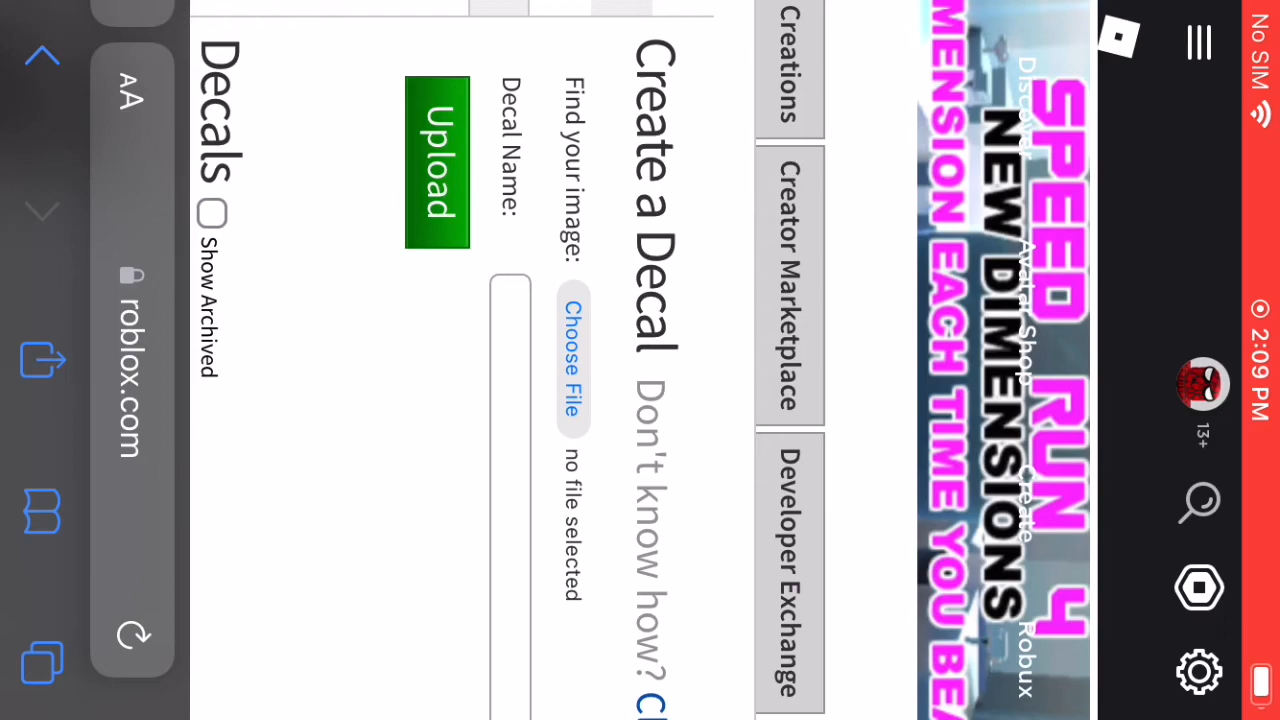 No SIM 2:09 PM
13+
Discover Avatar Shop Create Robux
SPEED RUN 4
NEW DIMENSIONS
MENSION EACH TIME YOU BEA
Creations Creator Marketplace Developer Exchange
Create a Decal Don't know how?
Find your image: Choose File no file selected
Decal Name:
Upload
Decals Show Archived
AA roblox.com